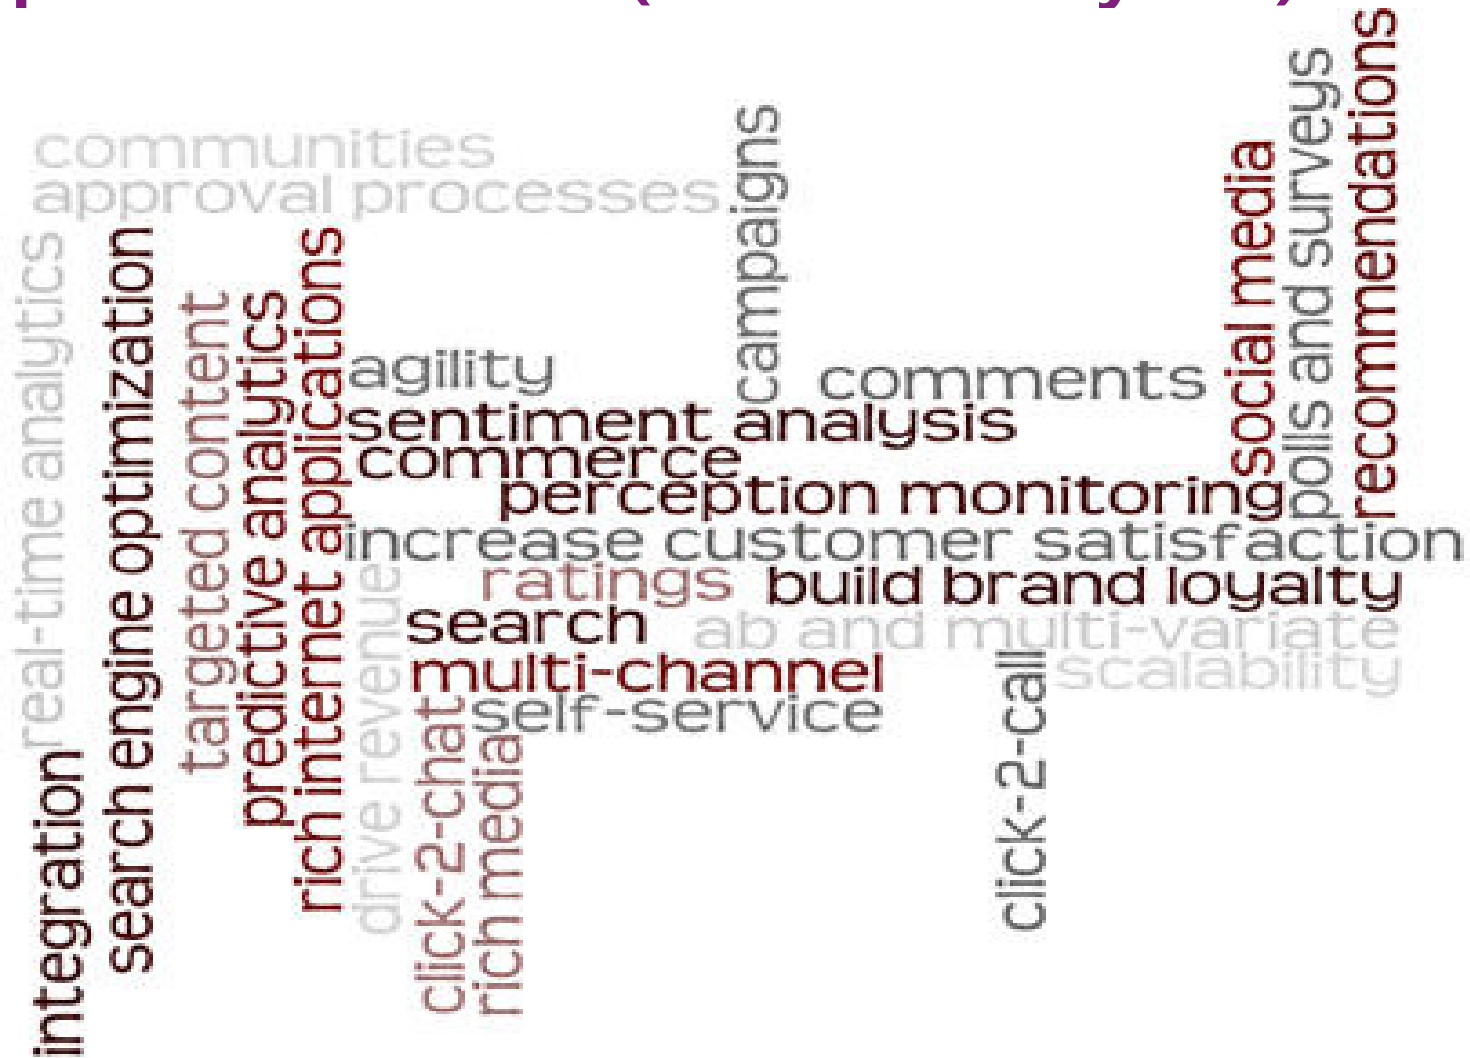 communities
approval processes
campaigns
social media
polls and surveys
recommendations
real-time analytics
search engine optimization
targeted content
predictive analytics
rich internet applications
agility
comments
sentiment analysis
commerce
perception monitoring
increase customer satisfaction
ratings
build brand loyalty
search
ab and multi-variate
multi-channel
scalability
self-service
drive revenue
click-2-chat
rich media
click-2-call
integration